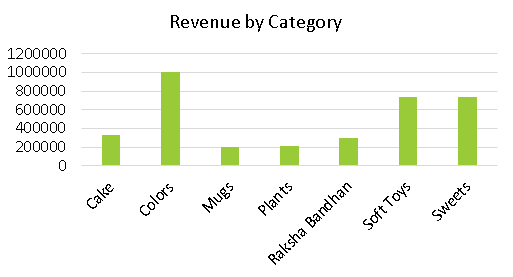 Revenue by Category
1200000
1000000
800000
600000
400000
200000
0
Cake
Colors
Mugs
Plants
Raksha Bandhan
Soft Toys
Sweets